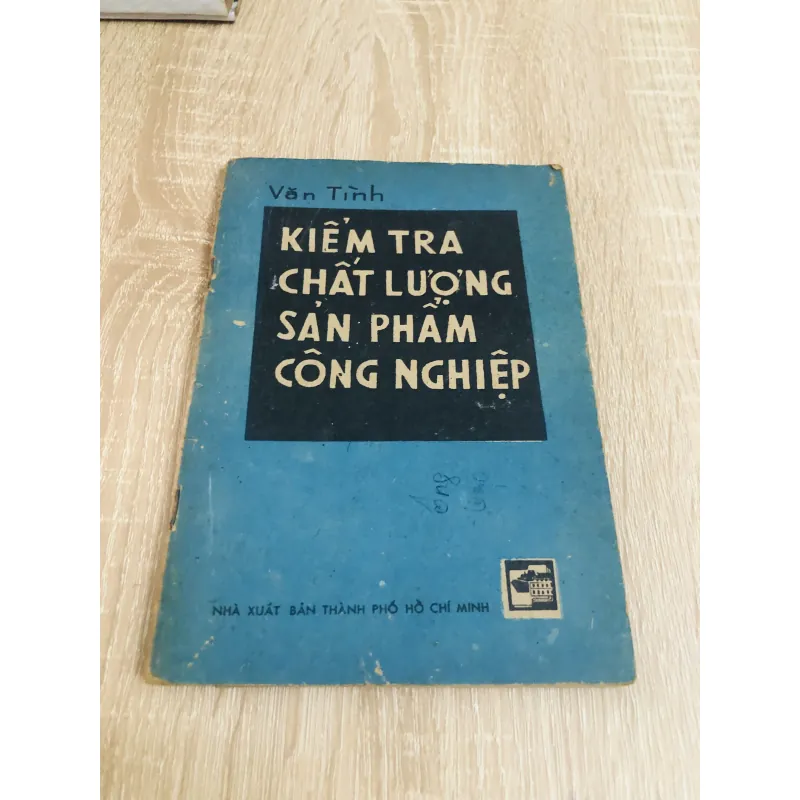 Văn Tình
KIỂM TRA
CHẤT LƯỢNG
SẢN PHẨM
CÔNG NGHIỆP
NHÀ XUẤT BẢN THÀNH PHỐ HỒ CHÍ MINH